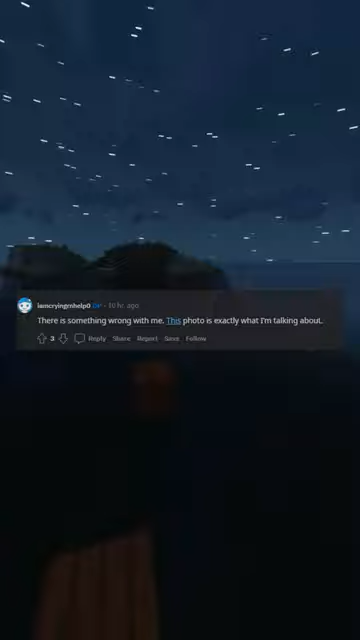 iamcryingrnhelp0 OP · 10 hr. ago
There is something wrong with me. This photo is exactly what I'm talking about.
3 Reply Share Report Save Follow